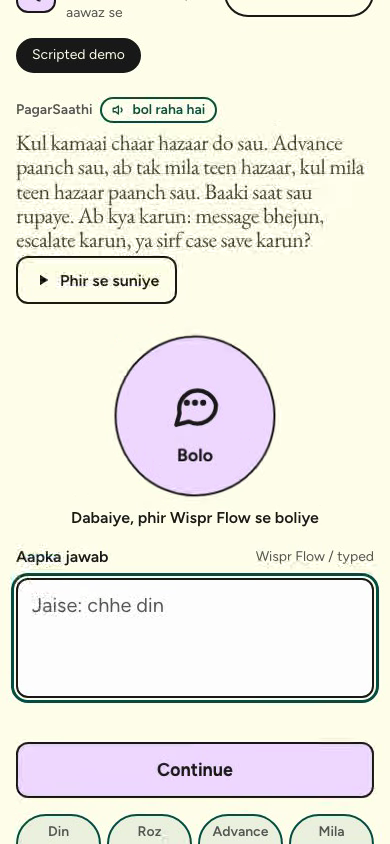 aawaz se
Scripted demo
PagarSaathi
bol raha hai
Kul kamaai chaar hazaar do sau. Advance
paanch sau, ab tak mila teen hazaar, kul mila
teen hazaar paanch sau. Baaki saat sau
rupaye. Ab kya karun: message bhejun,
escalate karun, ya sirf case save karun?
Phir se suniye
Bolo
Dabaiye, phir Wispr Flow se boliye
Aapka jawab
Wispr Flow / typed
Jaise: chhe din
Continue
Din
Roz
Advance
Mila